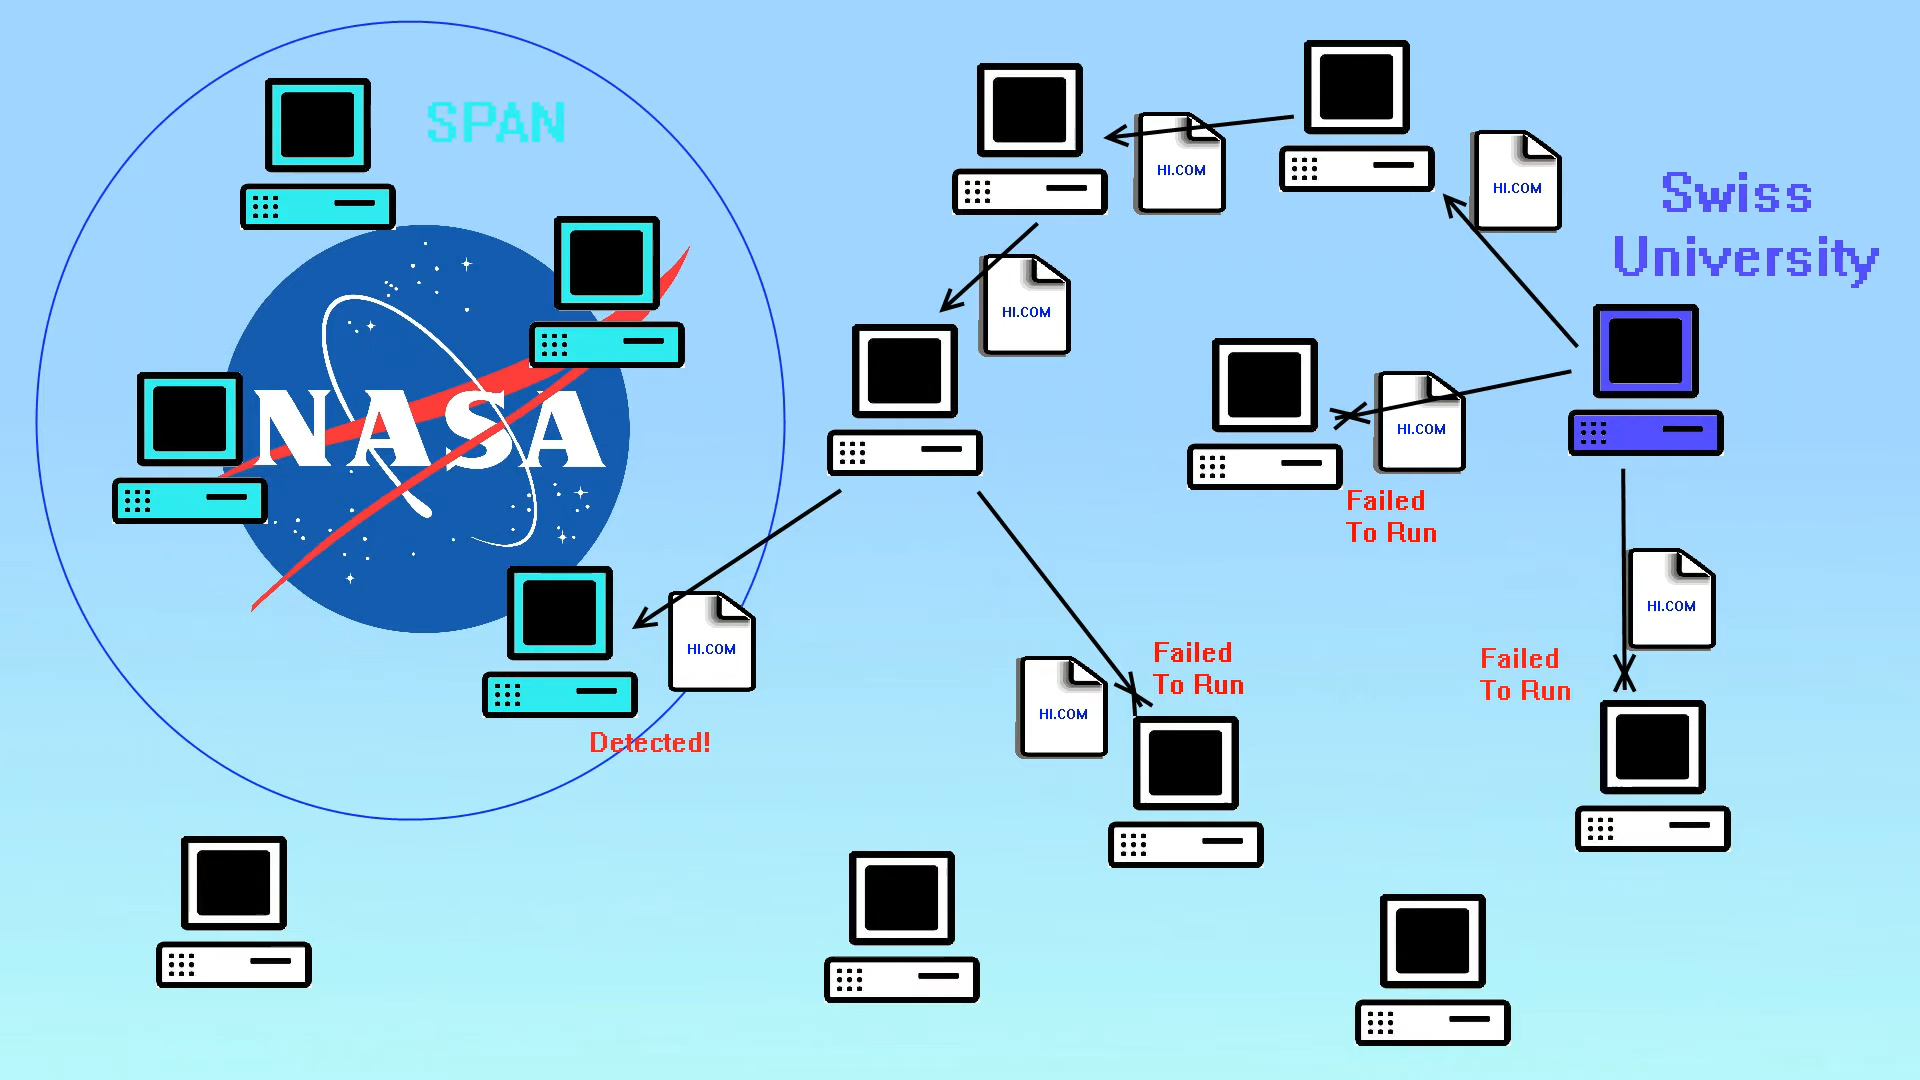 SPAN
HI.COM
HI.COM
Swiss
University
HI.COM
NASA
HI.COM
Failed
To Run
HI.COM
HI.COM
Detected!
HI.COM
Failed
To Run
Failed
To Run